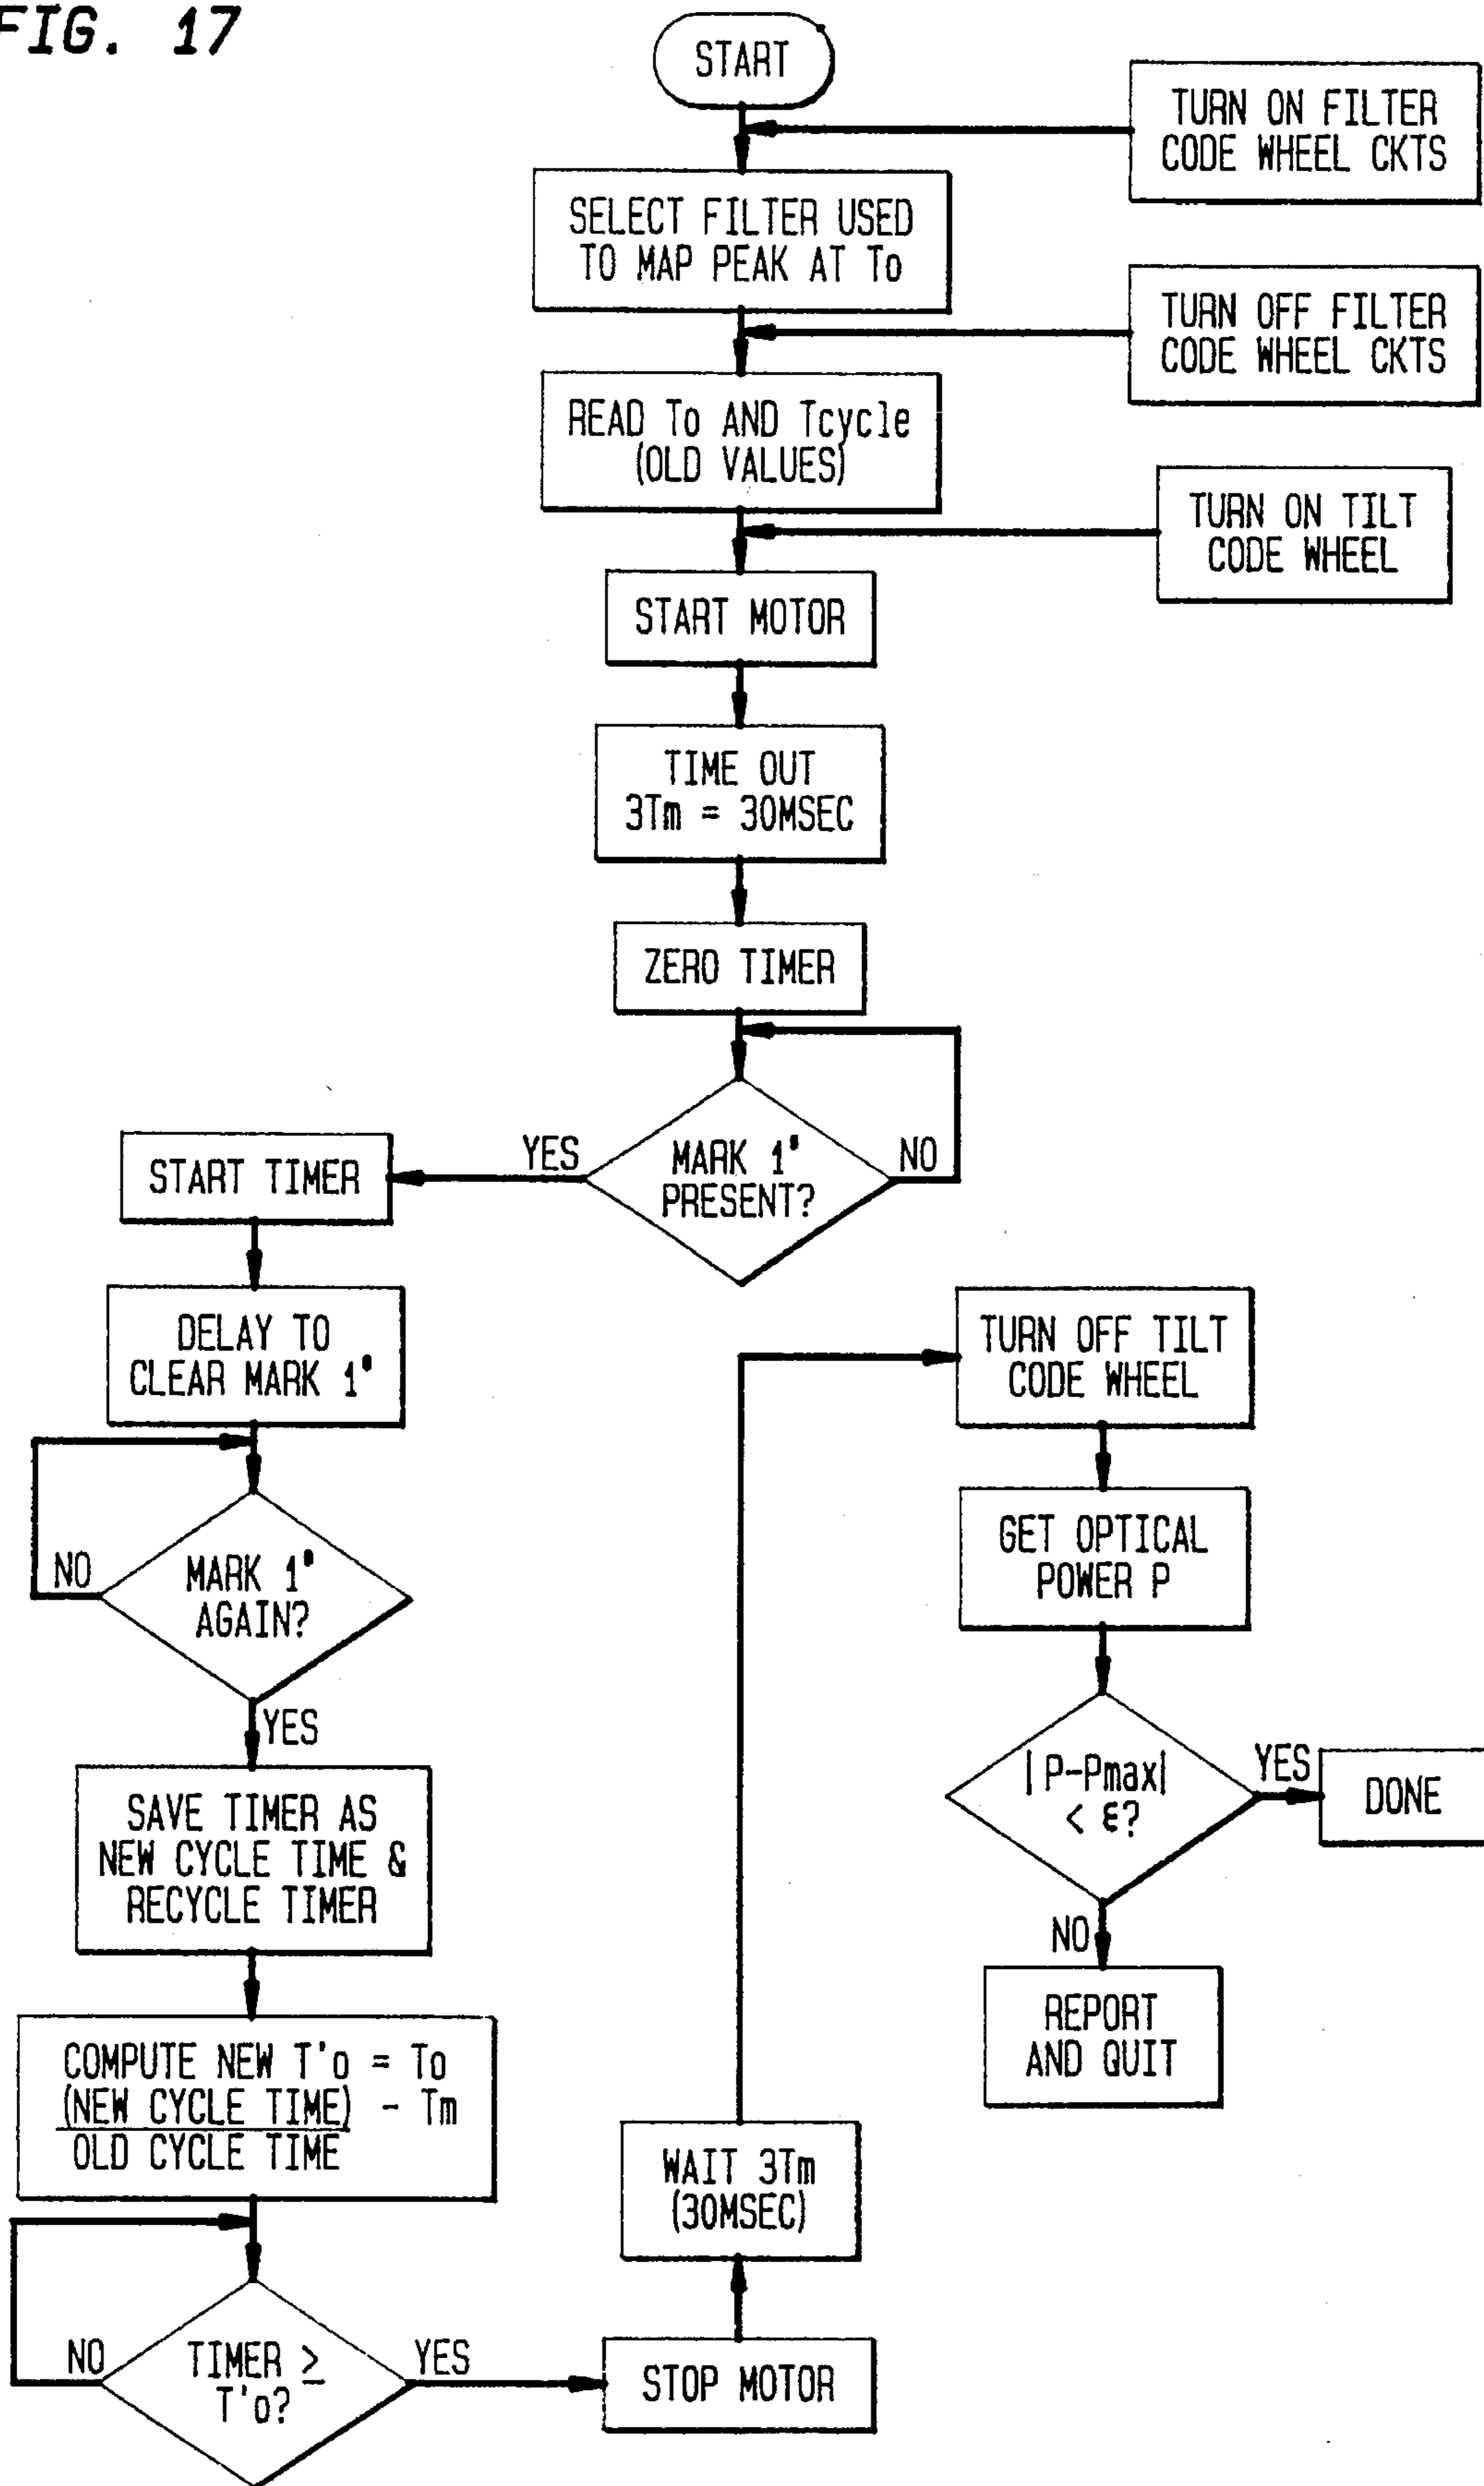 FIG. 17
START
TURN ON FILTER
CODE WHEEL CKTS
SELECT FILTER USED
TO MAP PEAK AT To
TURN OFF FILTER
CODE WHEEL CKTS
READ To AND Tcycle
(OLD VALUES)
TURN ON TILT
CODE WHEEL
START MOTOR
TIME OUT
3Tm = 30MSEC
ZERO TIMER
MARK 1°
PRESENT?
NO
YES
START TIMER
DELAY TO
CLEAR MARK 1°
MARK 1°
AGAIN?
NO
YES
SAVE TIMER AS
NEW CYCLE TIME &
RECYCLE TIMER
COMPUTE NEW T'o = To
(NEW CYCLE TIME) - Tm
OLD CYCLE TIME
TIMER ≥
T'o?
NO
YES
STOP MOTOR
WAIT 3Tm
(30MSEC)
TURN OFF TILT
CODE WHEEL
GET OPTICAL
POWER P
|P-Pmax|
< ε?
YES
DONE
NO
REPORT
AND QUIT